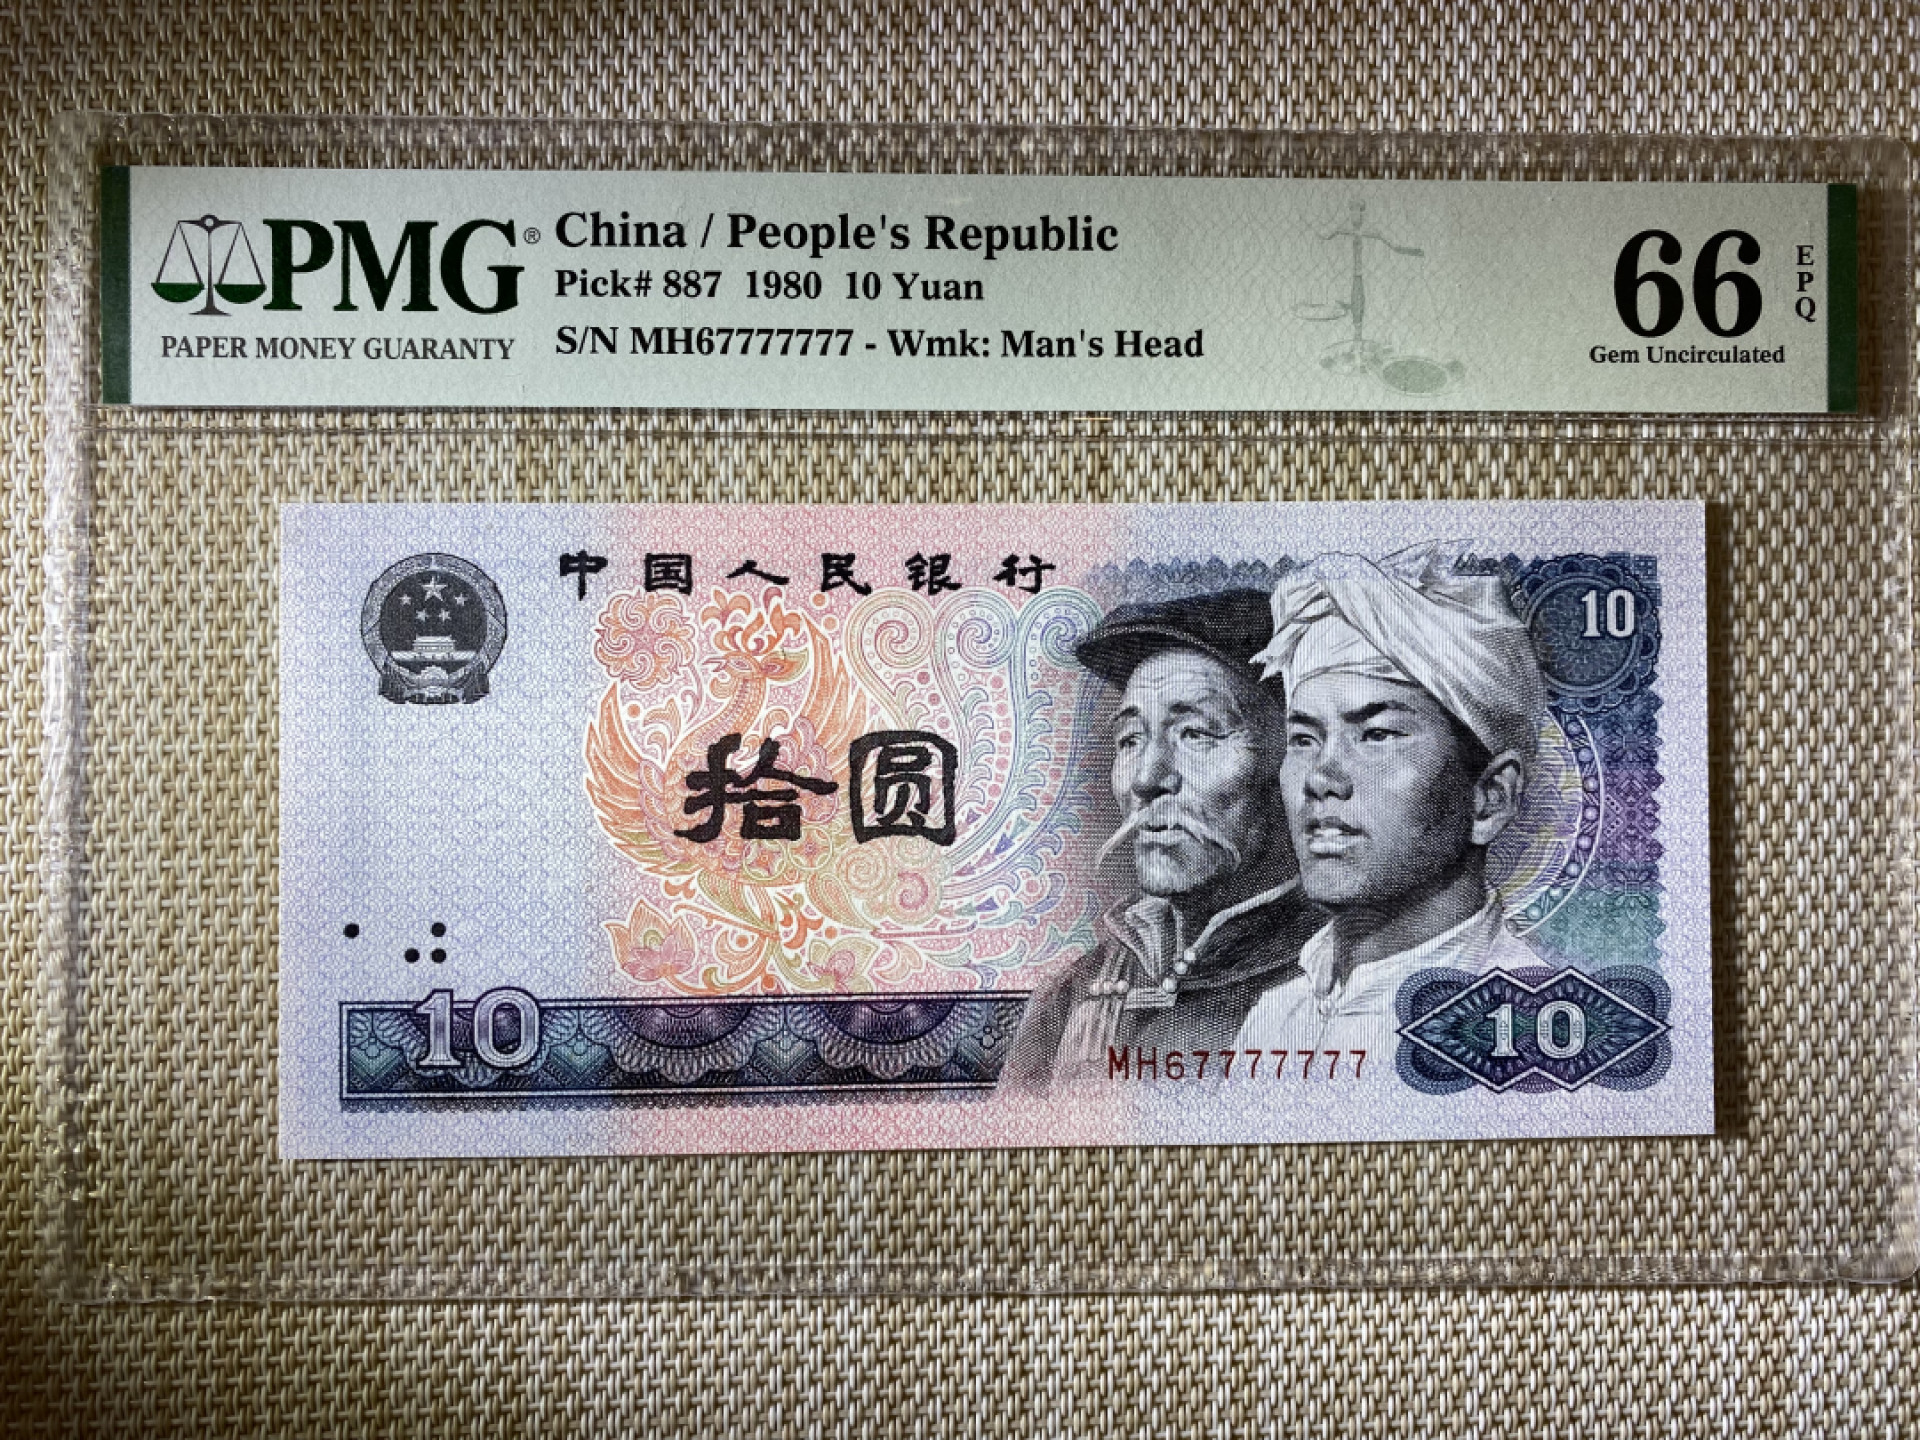 PMG®
PAPER MONEY GUARANTY
China / People's Republic
Pick# 887 1980 10 Yuan
S/N MH67777777 - Wmk: Man's Head
66
EPQ
Gem Uncirculated
中国人民银行
10
拾圆
10
MH67777777
10